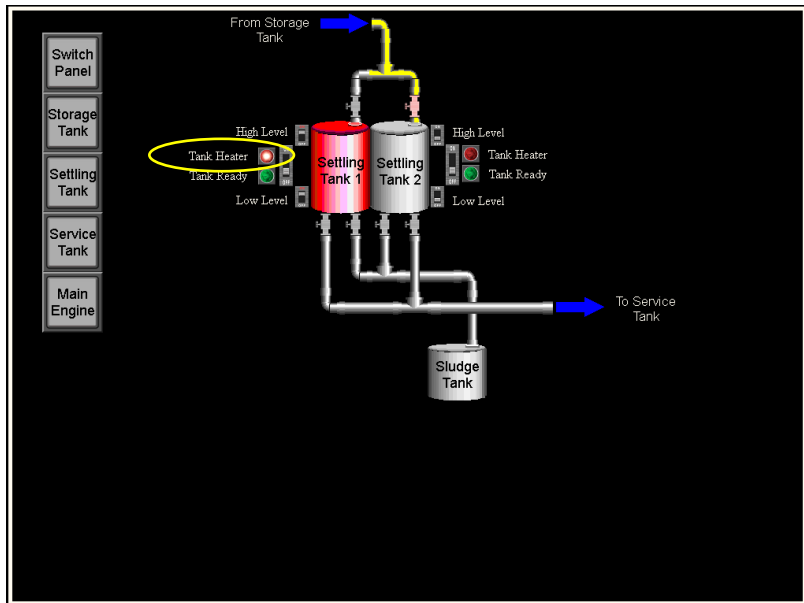 From Storage
Tank
Switch
Panel
Storage
Tank
Settling
Tank
Service
Tank
Main
Engine
High Level
Tank Heater
Tank Ready
Low Level
Settling
Tank 1
Settling
Tank 2
High Level
Tank Heater
Tank Ready
Low Level
To Service
Tank
Sludge
Tank